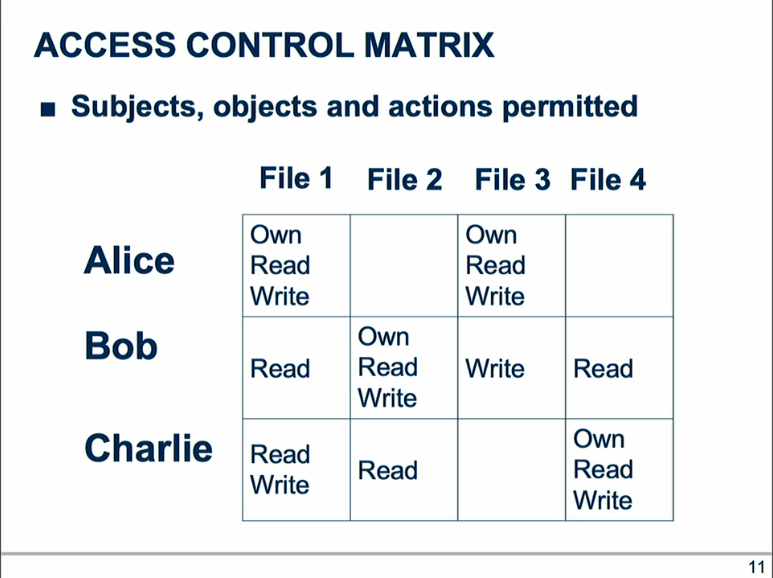 ACCESS CONTROL MATRIX
■ Subjects, objects and actions permitted
File 1 File 2 File 3 File 4
Alice
Own
Read
Write
Own
Read
Write
Bob
Read
Own
Read
Write
Write
Read
Charlie
Read
Write
Read
Own
Read
Write
11